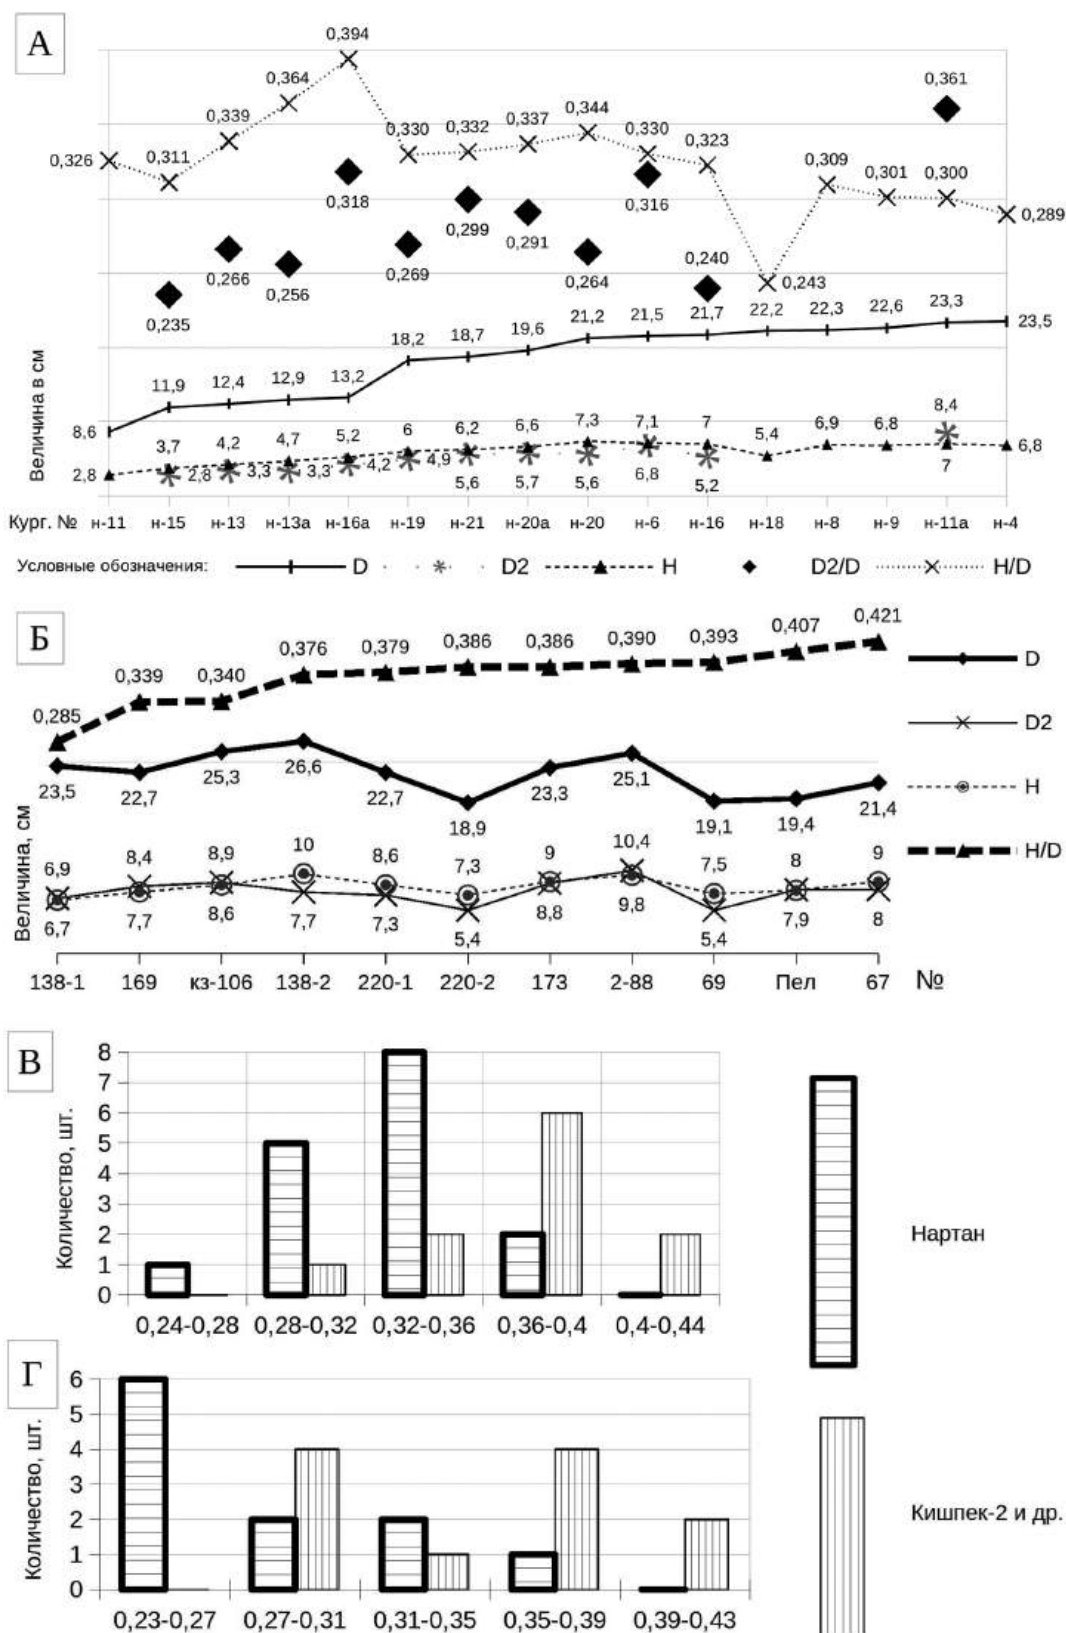 А
0,394
0,364
0,361
0,339
0,344
0,337
0,330 0,332 0,330
0,323
0,326 0,311
0,309 0,301 0,300
0,289
0,318 0,316
0,299 0,291
0,266 0,256 0,269 0,264
0,240
0,243
0,235
21,2 21,5 21,7 22,2 22,3 22,6 23,3 23,5
18,2 18,7 19,6
11,9 12,4 12,9 13,2
8,6
8,4
3,7 4,2 4,7 5,2 6 6,2 6,6 7,3 7,1 7 5,4 6,9 6,8 6,8
2,8 2,8 3,3 3,3 4,2 4,9 7
5,6 5,7 5,6 6,8 5,2
Величина в см
Кург. № н-11 н-15 н-13 н-13а н-16а н-19 н-21 н-20а н-20 н-6 н-16 н-18 н-8 н-9 н-11а н-4
Условные обозначения: D D2 H D2/D H/D
Б
0,285 0,339 0,340 0,376 0,379 0,386 0,386 0,390 0,393 0,407 0,421
D
D2
H
H/D
23,5 22,7 25,3 26,6 22,7 18,9 23,3 25,1 19,1 19,4 21,4
6,9 8,4 8,9 10 8,6 7,3 9 10,4 7,5 8 9
6,7 7,7 8,6 7,7 7,3 5,4 8,8 9,8 5,4 7,9 8
Величина, см
138-1 169 кз-106 138-2 220-1 220-2 173 2-88 69 Пел 67 №
В
8
7
6
5
4
3
2
1
0
Количество, шт.
0,24-0,28 0,28-0,32 0,32-0,36 0,36-0,4 0,4-0,44
Нартан
Г
6
5
4
3
2
1
0
Количество, шт.
0,23-0,27 0,27-0,31 0,31-0,35 0,35-0,39 0,39-0,43
Кишпек-2 и др.